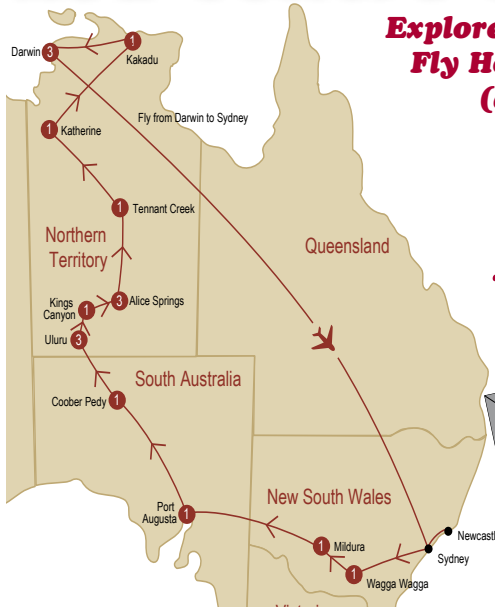 Explore
Fly H
(
Darwin
3
1
Kakadu
Fly from Darwin to Sydney
1
Katherine
1
Tennant Creek
Northern
Territory
Queensland
Kings
Canyon
1
3
Alice Springs
Uluru
3
South Australia
Coober Pedy
1
New South Wales
Port
Augusta
1
1
Mildura
Newcastl
Sydney
1
Wagga Wagga